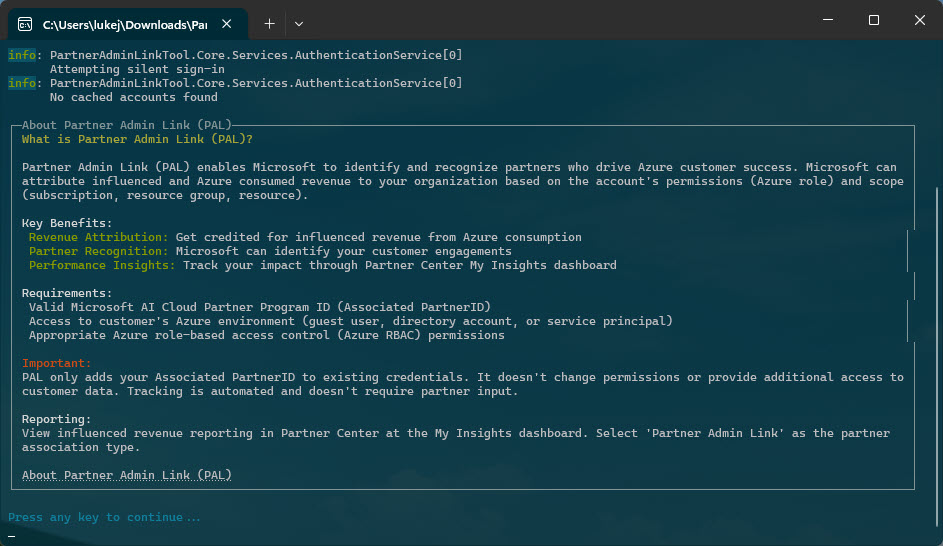 C:\Users\lukej\Downloads\Par
info: PartnerAdminLinkTool.Core.Services.AuthenticationService[0]
Attempting silent sign-in
info: PartnerAdminLinkTool.Core.Services.AuthenticationService[0]
No cached accounts found
About Partner Admin Link (PAL)
What is Partner Admin Link (PAL)?
Partner Admin Link (PAL) enables Microsoft to identify and recognize partners who drive Azure customer success. Microsoft can
attribute influenced and Azure consumed revenue to your organization based on the account's permissions (Azure role) and scope
(subscription, resource group, resource).
Key Benefits:
Revenue Attribution: Get credited for influenced revenue from Azure consumption
Partner Recognition: Microsoft can identify your customer engagements
Performance Insights: Track your impact through Partner Center My Insights dashboard
Requirements:
Valid Microsoft AI Cloud Partner Program ID (Associated PartnerID)
Access to customer's Azure environment (guest user, directory account, or service principal)
Appropriate Azure role-based access control (Azure RBAC) permissions
Important:
PAL only adds your Associated PartnerID to existing credentials. It doesn't change permissions or provide additional access to
customer data. Tracking is automated and doesn't require partner input.
Reporting:
View influenced revenue reporting in Partner Center at the My Insights dashboard. Select 'Partner Admin Link' as the partner
association type.
About Partner Admin Link (PAL)
Press any key to continue...